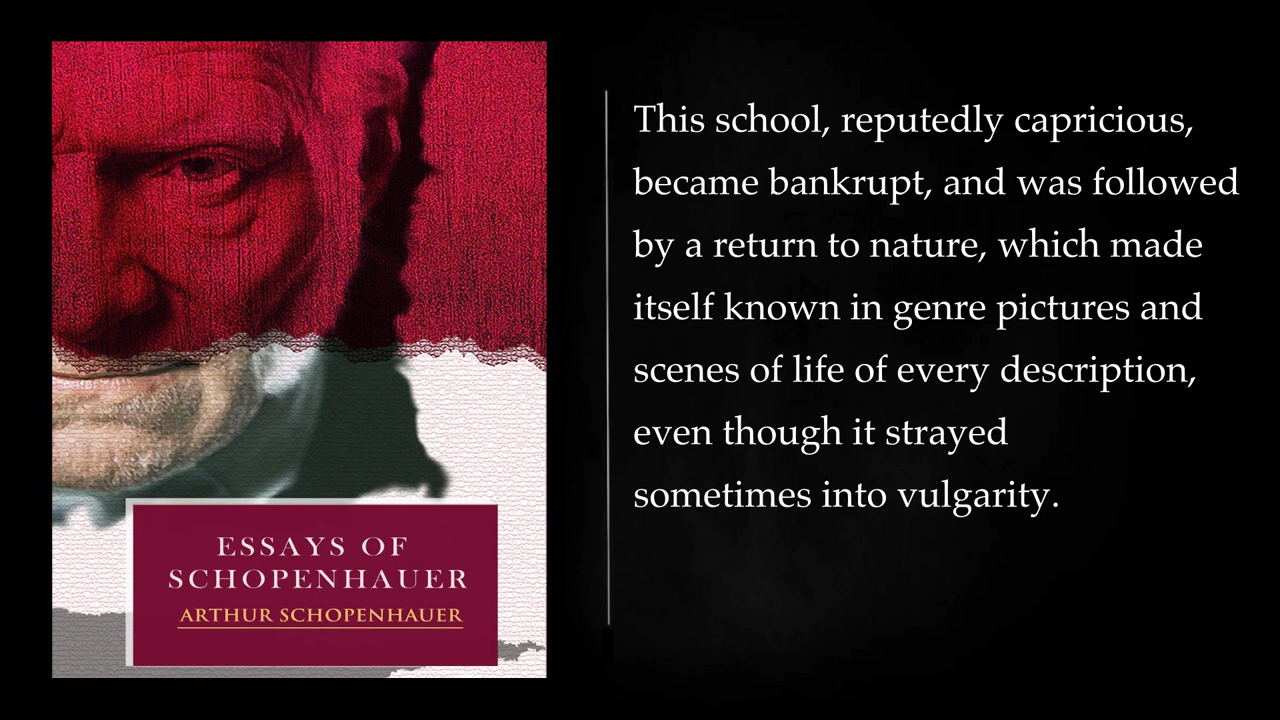 ESSAYS OF
SCHOPENHAUER
ARTHUR SCHOPENHAUER
This school, reputedly capricious,
became bankrupt, and was followed
by a return to nature, which made
itself known in genre pictures and
scenes of life of every description,
even though it strayed
sometimes into vulgarity.